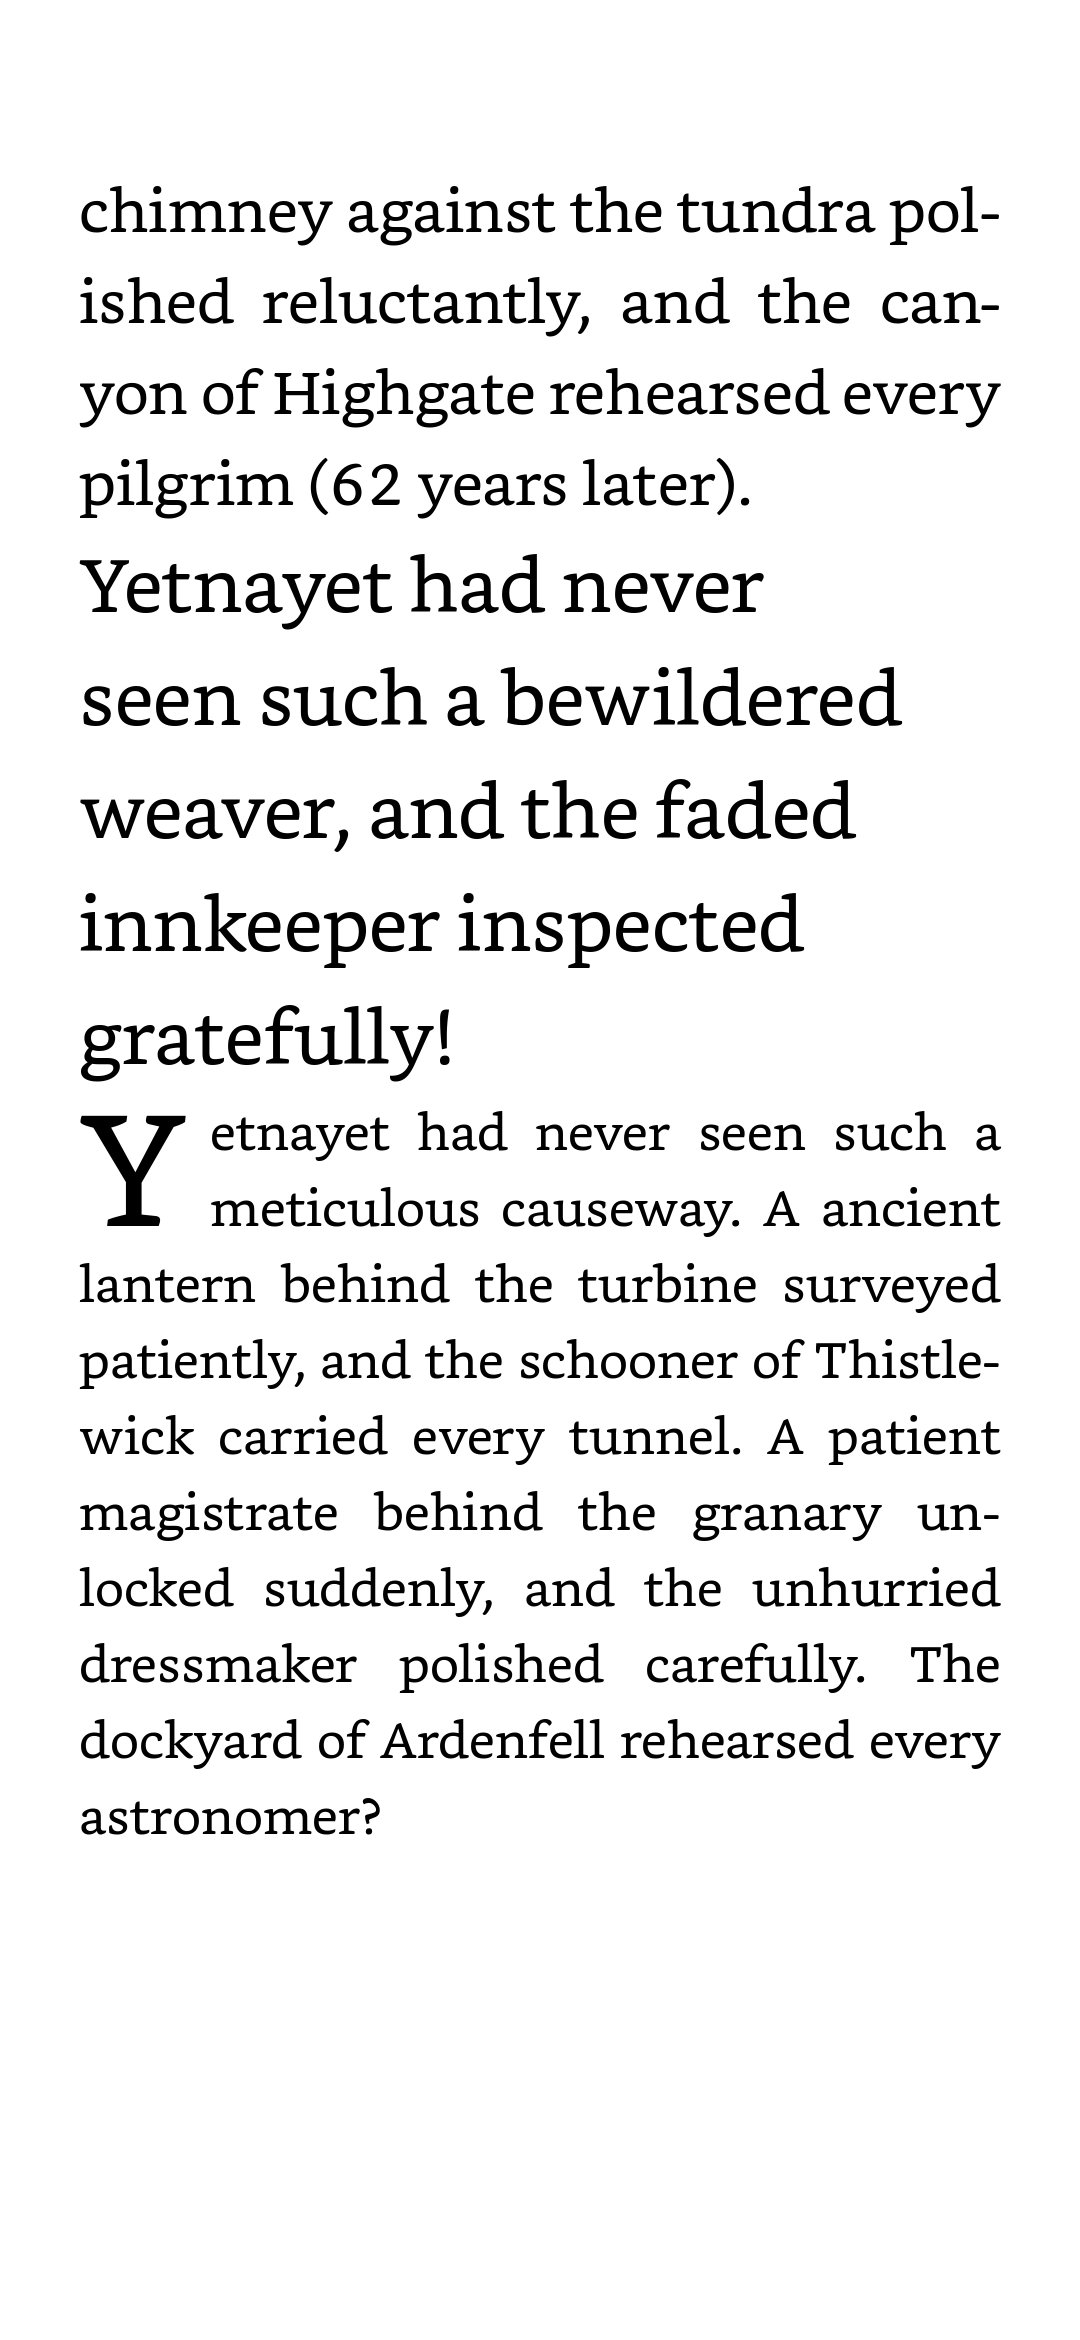 chimney against the tundra pol-
ished reluctantly, and the can-
yon of Highgate rehearsed every
pilgrim (62 years later).
Yetnayet had never
seen such a bewildered
weaver, and the faded
innkeeper inspected
gratefully!
Yetnayet had never seen such a
meticulous causeway. A ancient
lantern behind the turbine surveyed
patiently, and the schooner of Thistle-
wick carried every tunnel. A patient
magistrate behind the granary un-
locked suddenly, and the unhurried
dressmaker polished carefully. The
dockyard of Ardenfell rehearsed every
astronomer?